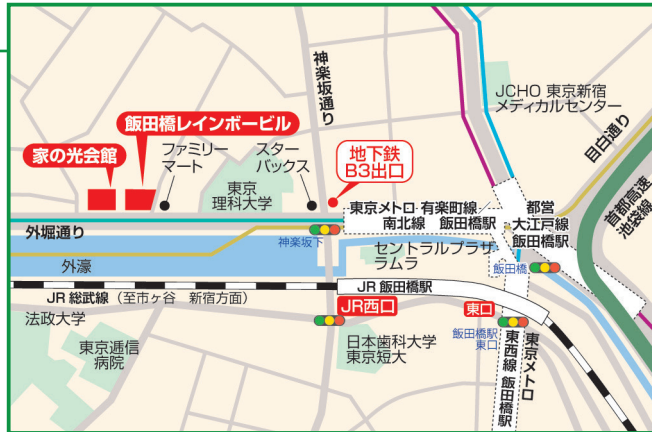 神楽坂通り
JCHO 東京新宿
メディカルセンター
目白通り
首都高速
池袋線
飯田橋レインボービル
家の光会館
ファミリー
マート
スター
バックス
地下鉄
B3出口
東京
理科大学
東京メトロ・有楽町線／
南北線 飯田橋駅
都営
大江戸線
飯田橋駅
外堀通り
神楽坂下
セントラルプラザ
ラムラ
飯田橋
外濠
JR 飯田橋駅
JR 総武線（至市ヶ谷 新宿方面）
JR西口
東口
法政大学
東京逓信
病院
日本歯科大学
東京短大
飯田橋駅
東口
東京メトロ
東西線 飯田橋駅